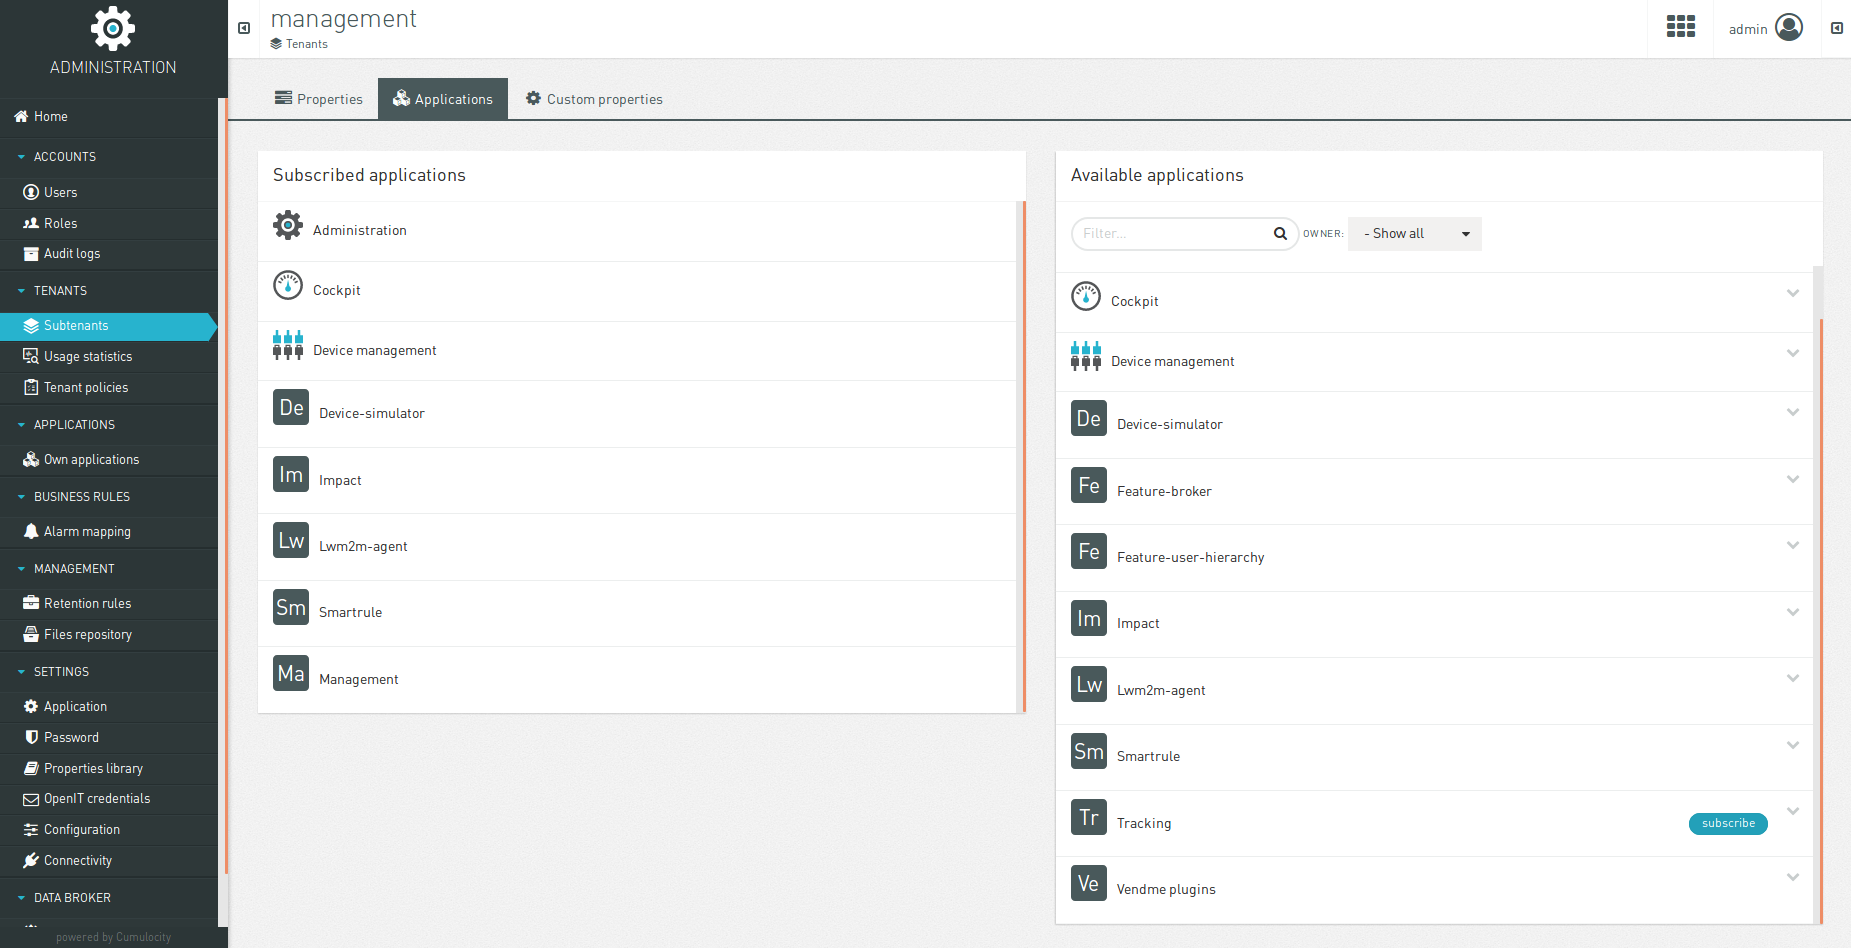 ADMINISTRATION
Home
ACCOUNTS
Users
Roles
Audit logs
TENANTS
Subtenants
Usage statistics
Tenant policies
APPLICATIONS
Own applications
BUSINESS RULES
Alarm mapping
MANAGEMENT
Retention rules
Files repository
SETTINGS
Application
Password
Properties library
OpenIT credentials
Configuration
Connectivity
DATA BROKER
powered by Cumulocity
management
Tenants
admin
Properties
Applications
Custom properties
Subscribed applications
Administration
Cockpit
Device management
De Device-simulator
Im Impact
Lw Lwm2m-agent
Sm Smartrule
Ma Management
Available applications
Filter... OWNER: - Show all
Cockpit
Device management
De Device-simulator
Fe Feature-broker
Fe Feature-user-hierarchy
Im Impact
Lw Lwm2m-agent
Sm Smartrule
Tr Tracking subscribe
Ve Vendme plugins